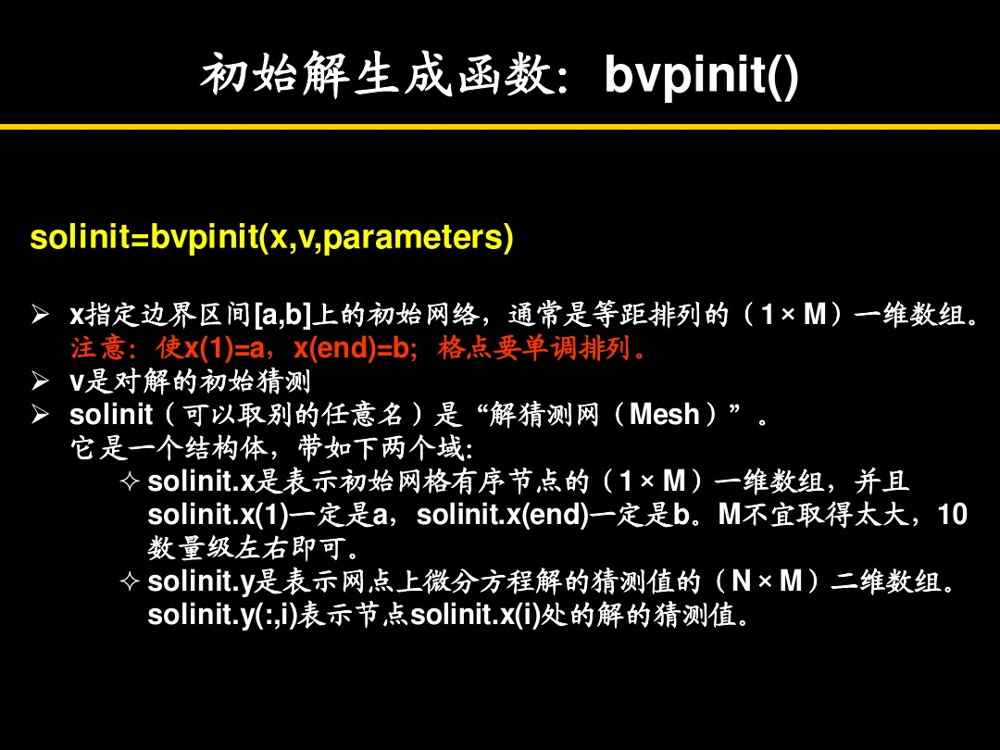 初始解生成函数：bvpinit()
solinit=bvpinit(x,v,parameters)
➢ x指定边界区间[a,b]上的初始网络，通常是等距排列的（1×M）一维数组。
注意：使x(1)=a，x(end)=b；格点要单调排列。
➢ v是对解的初始猜测
➢ solinit（可以取别的任意名）是“解猜测网（Mesh）”。
它是一个结构体，带如下两个域：
✧ solinit.x是表示初始网格有序节点的（1×M）一维数组，并且
solinit.x(1)一定是a，solinit.x(end)一定是b。M不宜取得太大，10
数量级左右即可。
✧ solinit.y是表示网点上微分方程解的猜测值的（N×M）二维数组。
solinit.y(:,i)表示节点solinit.x(i)处的解的猜测值。